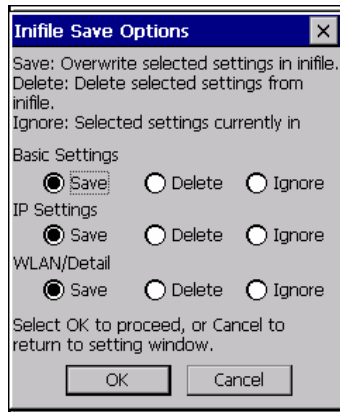 Inifile Save Options
Save: Overwrite selected settings in inifile.
Delete: Delete selected settings from
inifile.
Ignore: Selected settings currently in
Basic Settings
Save Delete Ignore
IP Settings
Save Delete Ignore
WLAN/Detail
Save Delete Ignore
Select OK to proceed, or Cancel to
return to setting window.
OK Cancel